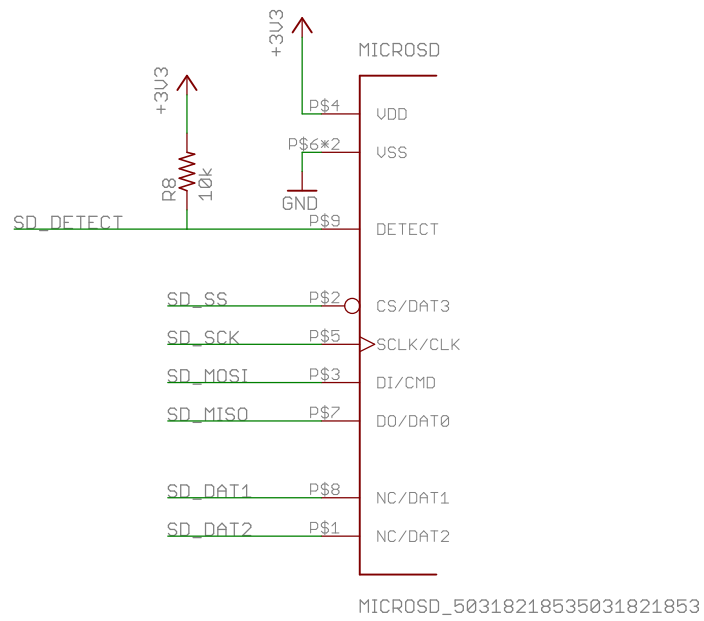 +3V3
MICROSD
+3V3
P$4 VDD
P$6*2 VSS
R8
10k
GND
SD_DETECT P$9 DETECT
SD_SS P$2 CS/DAT3
SD_SCK P$5 SCLK/CLK
SD_MOSI P$3 DI/CMD
SD_MISO P$7 DO/DAT0
SD_DAT1 P$8 NC/DAT1
SD_DAT2 P$1 NC/DAT2
MICROSD_50318218535031821853